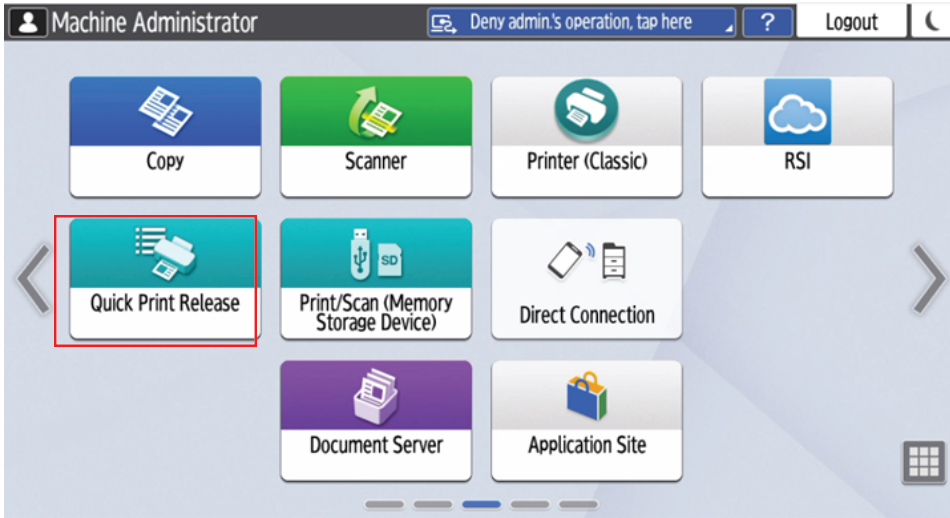 Machine Administrator
Deny admin.'s operation, tap here
?
Logout
Copy
Scanner
Printer (Classic)
RSI
Quick Print Release
SD
Print/Scan (Memory
Storage Device)
Direct Connection
Document Server
Application Site